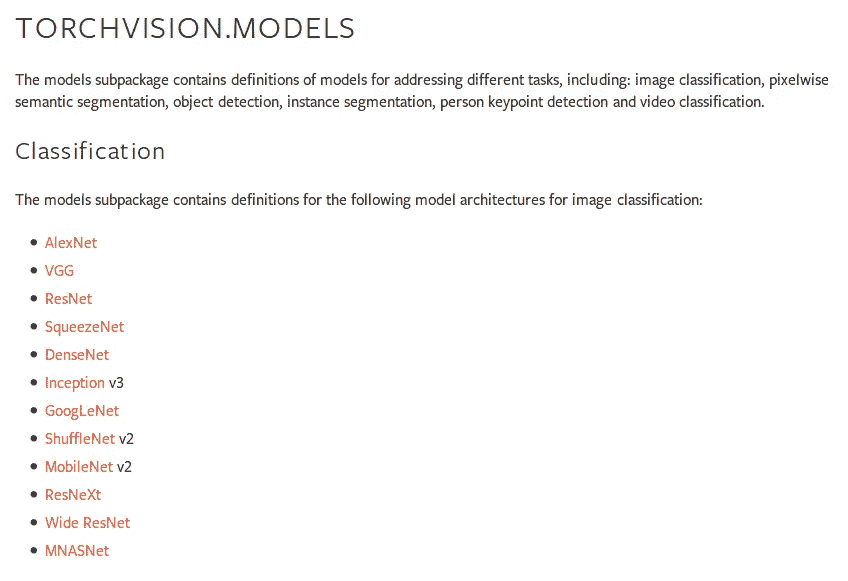 TORCHVISION.MODELS
The models subpackage contains definitions of models for addressing different tasks, including: image classification, pixelwise
semantic segmentation, object detection, instance segmentation, person keypoint detection and video classification.
Classification
The models subpackage contains definitions for the following model architectures for image classification:
• AlexNet
• VGG
• ResNet
• SqueezeNet
• DenseNet
• Inception v3
• GoogLeNet
• ShuffleNet v2
• MobileNet v2
• ResNeXt
• Wide ResNet
• MNASNet